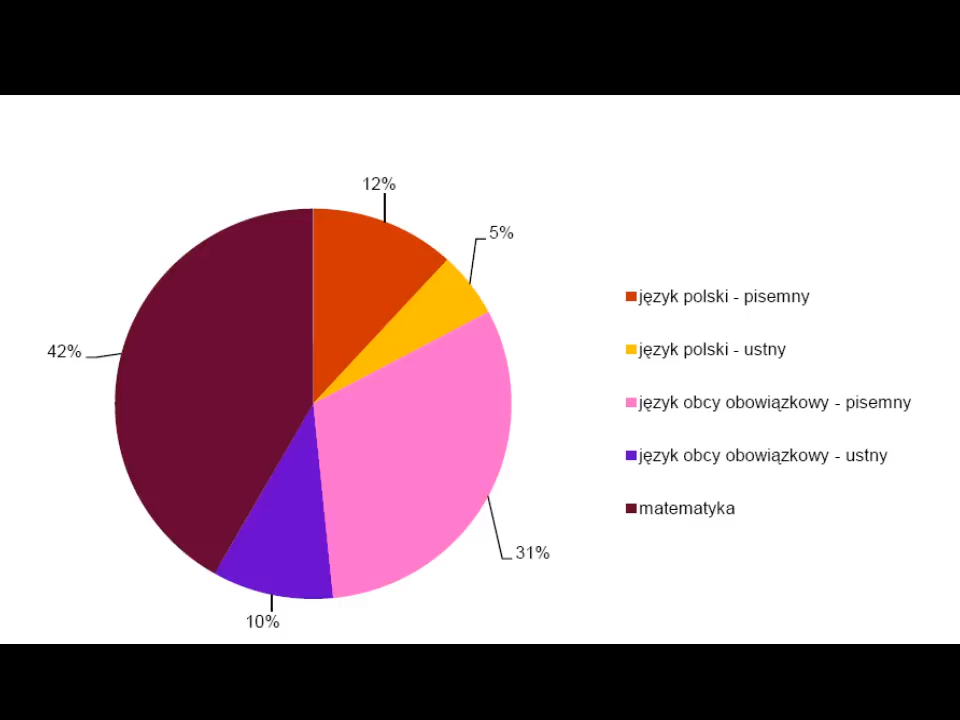 12%
5%
42%
31%
10%
język polski - pisemny
język polski - ustny
język obcy obowiązkowy - pisemny
język obcy obowiązkowy - ustny
matematyka